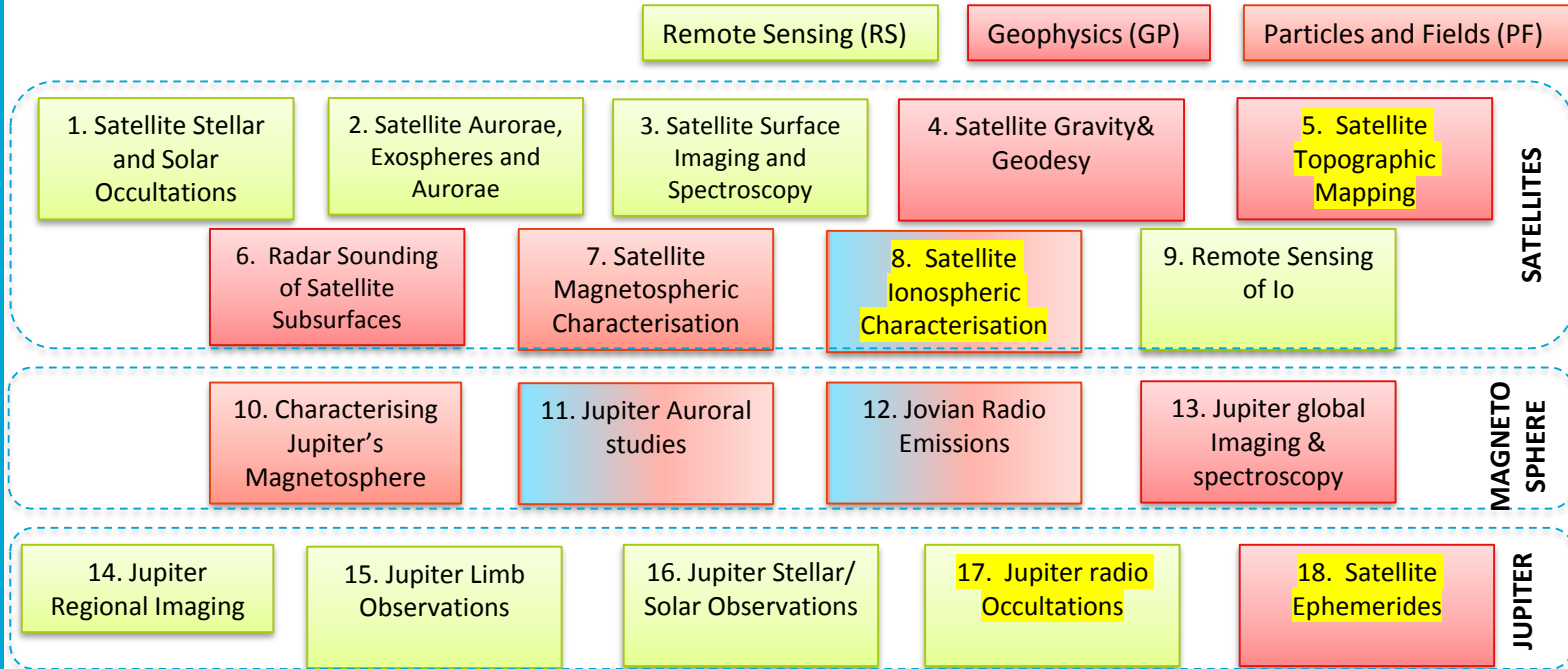 Remote Sensing (RS)
Geophysics (GP)
Particles and Fields (PF)
1. Satellite Stellar
and Solar
Occultations
2. Satellite Aurorae,
Exospheres and
Aurorae
3. Satellite Surface
Imaging and
Spectroscopy
4. Satellite Gravity&
Geodesy
5. Satellite
Topographic
Mapping
6. Radar Sounding
of Satellite
Subsurfaces
7. Satellite
Magnetospheric
Characterisation
8. Satellite
Ionospheric
Characterisation
9. Remote Sensing
of Io
SATELLITES
10. Characterising
Jupiter’s
Magnetosphere
11. Jupiter Auroral
studies
12. Jovian Radio
Emissions
13. Jupiter global
Imaging &
spectroscopy
MAGNETO
SPHERE
14. Jupiter
Regional Imaging
15. Jupiter Limb
Observations
16. Jupiter Stellar/
Solar Observations
17. Jupiter radio
Occultations
18. Satellite
Ephemerides
JUPITER